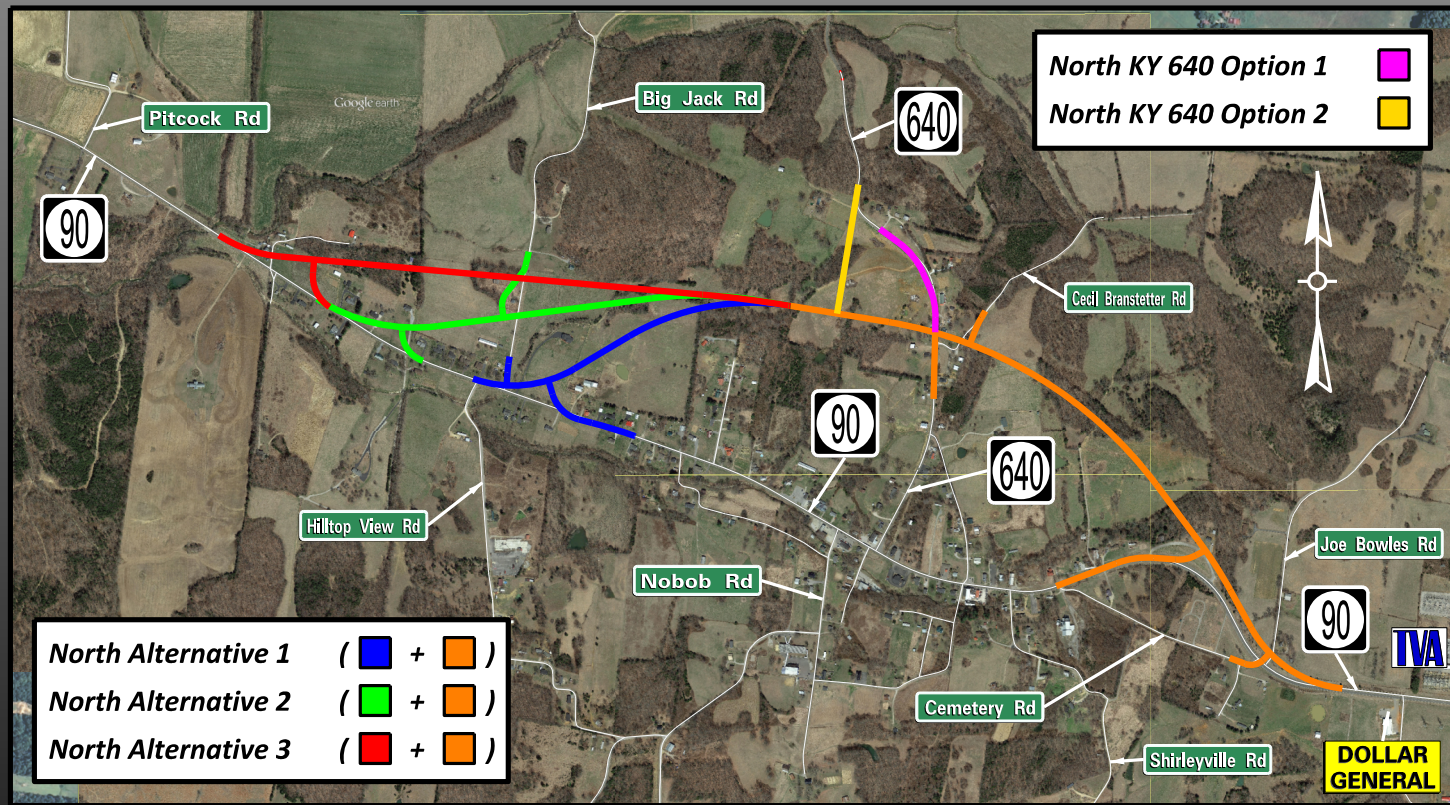 North KY 640 Option 1
North KY 640 Option 2
Google earth
Big Jack Rd
Pitcock Rd
640
90
Cecil Branstetter Rd
90
640
Hilltop View Rd
Joe Bowles Rd
Nobob Rd
90
TVA
North Alternative 1 ( + )
North Alternative 2 ( + )
North Alternative 3 ( + )
Cemetery Rd
Shirleyville Rd
DOLLAR
GENERAL